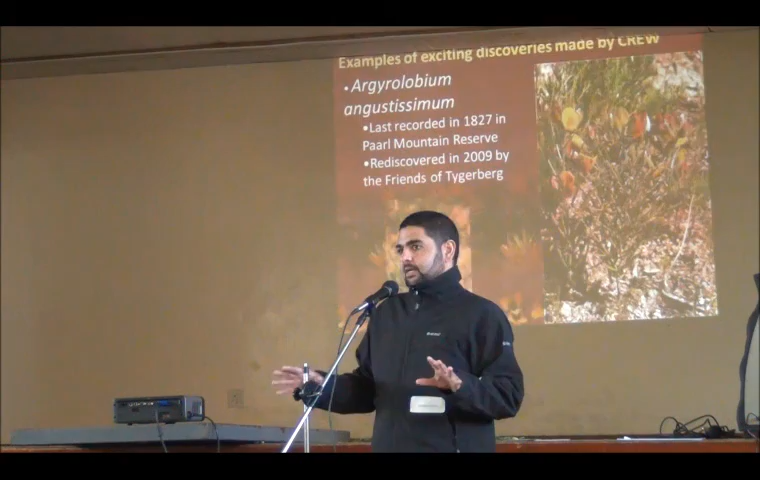 Examples of exciting discoveries made by CREW
• Argyrolobium
angustissimum
•Last recorded in 1827 in
Paarl Mountain Reserve
•Rediscovered in 2009 by
the Friends of Tygerberg